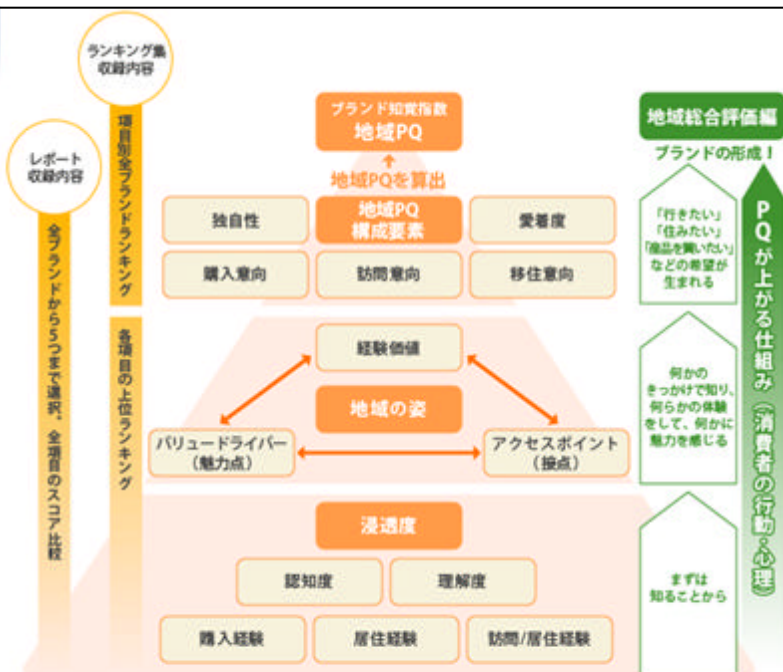 ランキング集
収録内容
レポート
収録内容
項目別全ブランドランキング
全ブランドから5つまで選択。全項目のスコア比較
各項目の上位ランキング
ブランド知覚指数
地域PQ
↑
地域PQを算出
独自性
地域PQ
構成要素
愛着度
購入意向
訪問意向
移住意向
経験価値
地域の姿
バリュードライバー
(魅力点)
アクセスポイント
(接点)
浸透度
認知度
理解度
購入経験
居住経験
訪問/居住経験
地域総合評価編
ブランドの形成!
「行きたい」
「住みたい」
「産品を買いたい」
などの希望が
生まれる
何かの
きっかけで知り、
何らかの体験
をして、何かに
魅力を感じる
まずは
知ることから
PQが上がる仕組み(消費者の行動・心理)